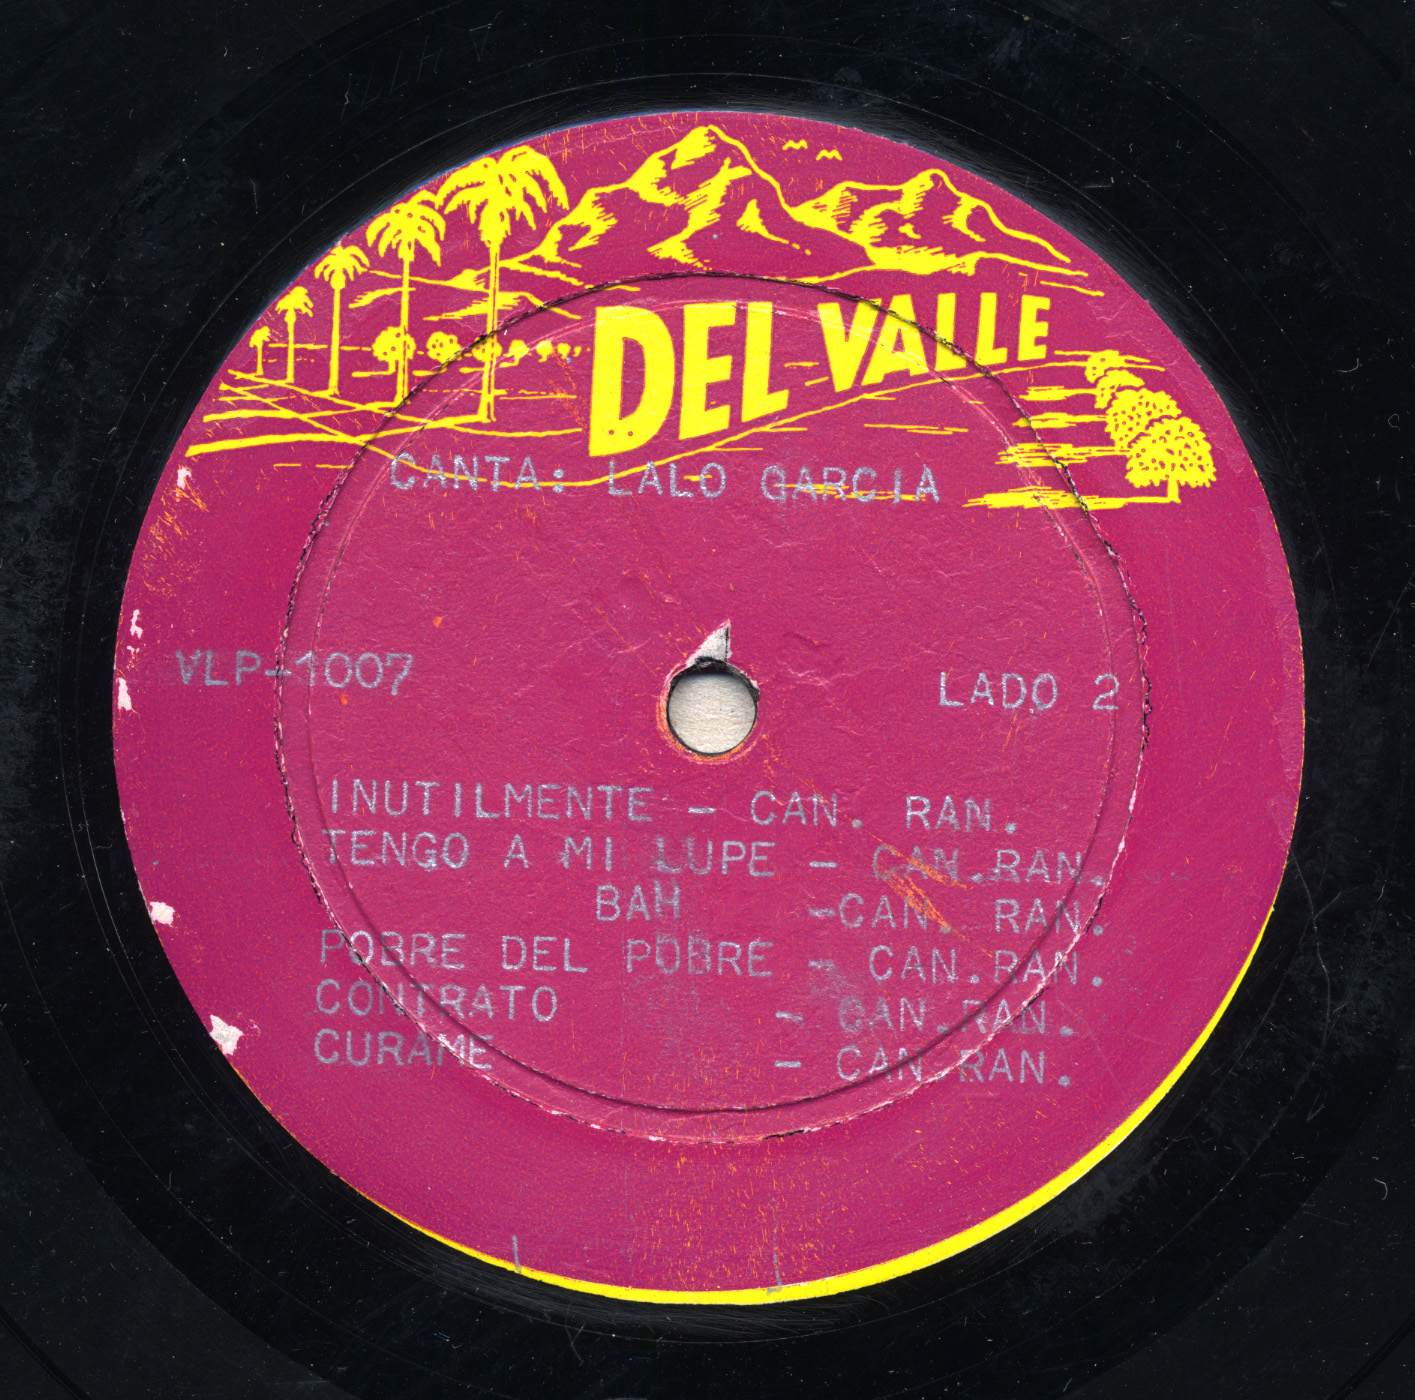 DEL VALLE
CANTA: LALO GARCIA
VLP-1007
LADO 2
INUTILMENTE - CAN. RAN.
TENGO A MI LUPE - CAN.RAN.
BAH -CAN. RAN.
POBRE DEL POBRE - CAN.RAN.
CONTRATO - CAN.RAN.
CURAME - CAN RAN.